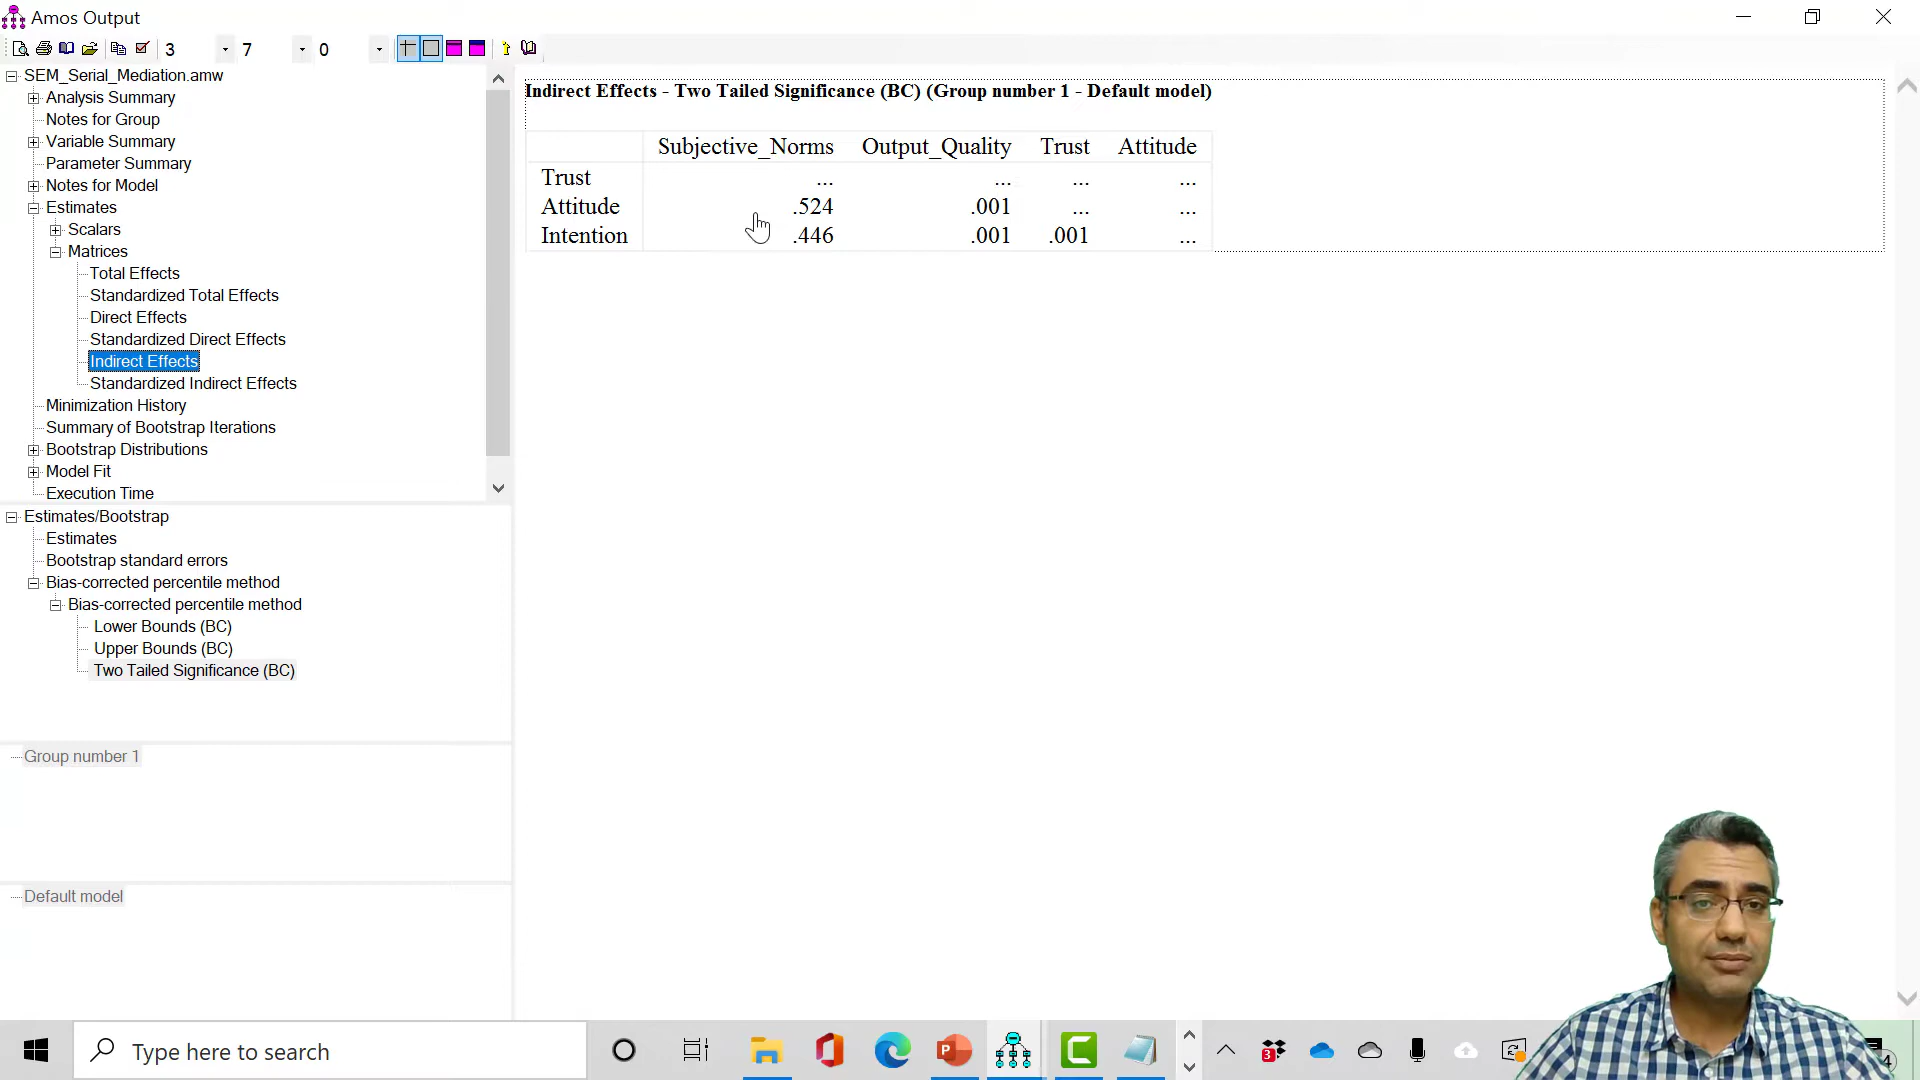 Amos Output
3 7 0
SEM_Serial_Mediation.amw
Analysis Summary
Notes for Group
Variable Summary
Parameter Summary
Notes for Model
Estimates
Scalars
Matrices
Total Effects
Standardized Total Effects
Direct Effects
Standardized Direct Effects
Indirect Effects
Standardized Indirect Effects
Minimization History
Summary of Bootstrap Iterations
Bootstrap Distributions
Model Fit
Execution Time
Estimates/Bootstrap
Estimates
Bootstrap standard errors
Bias-corrected percentile method
Bias-corrected percentile method
Lower Bounds (BC)
Upper Bounds (BC)
Two Tailed Significance (BC)
Group number 1
Default model
Indirect Effects - Two Tailed Significance (BC) (Group number 1 - Default model)
Subjective_Norms Output_Quality Trust Attitude
Trust ... ... ... ...
Attitude .524 .001 ... ...
Intention .446 .001 .001 ...
Type here to search
3
4